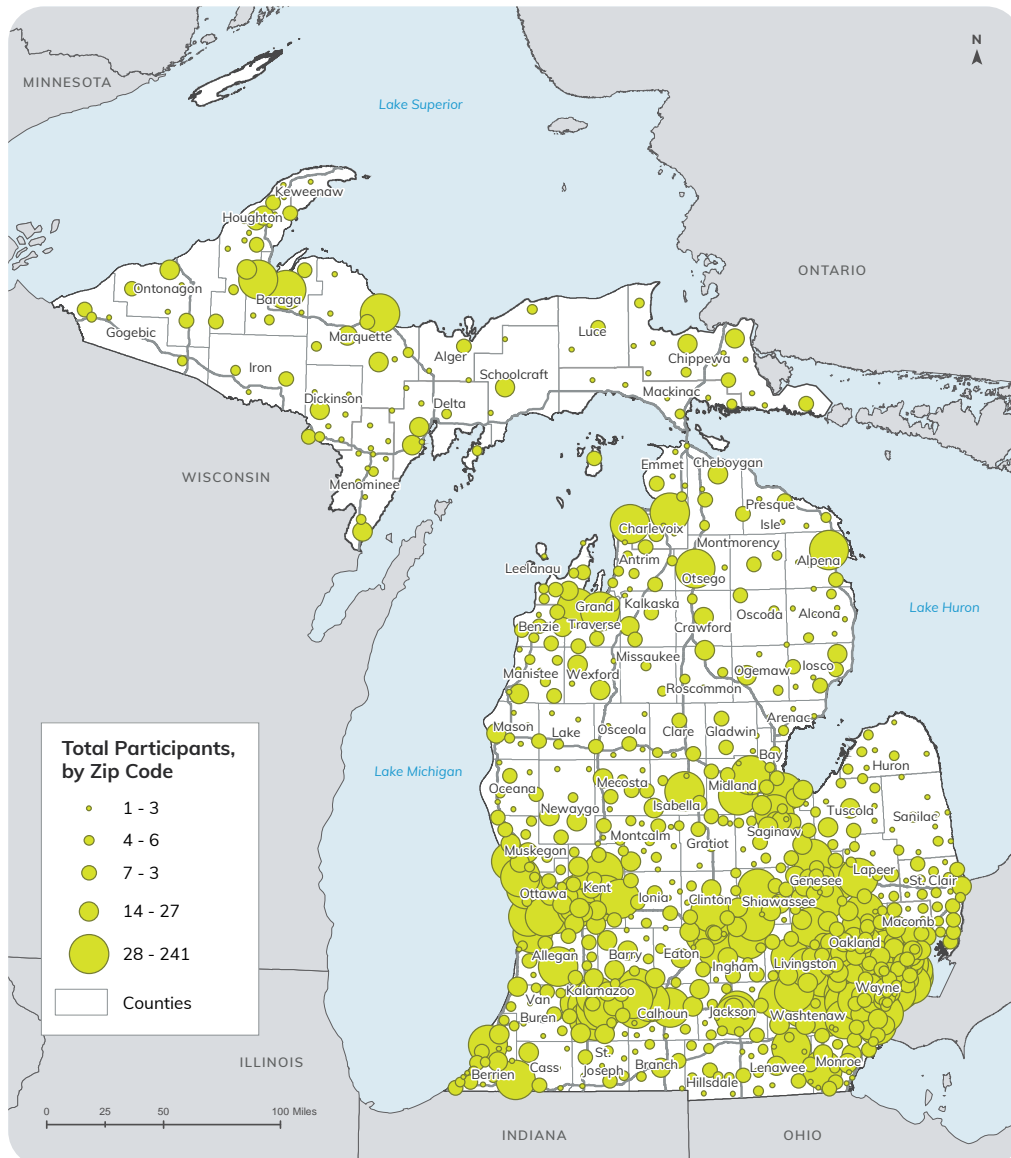 N
MINNESOTA
Lake Superior
Keweenaw
Houghton
ONTARIO
Ontonagon
Baraga
Gogebic
Marquette
Luce
Alger
Chippewa
Iron
Schoolcraft
Mackinac
Dickinson
Delta
WISCONSIN
Menominee
Emmet
Cheboygan
Presque
Isle
Charlevoix
Montmorency
Antrim
Alpena
Leelanau
Otsego
Grand
Traverse
Kalkaska
Lake Huron
Oscoda
Alcona
Benzie
Crawford
Missaukee
Manistee
Wexford
Ogemaw
Iosco
Roscommon
Arenac
Mason
Lake
Osceola
Clare
Gladwin
Bay
Huron
Lake Michigan
Oceana
Mecosta
Midland
Isabella
Newaygo
Tuscola
Sanilac
Montcalm
Saginaw
Gratiot
Muskegon
Genesee
Lapeer
St. Clair
Ottawa
Kent
Ionia
Clinton
Shiawassee
Macomb
Oakland
Allegan
Barry
Eaton
Ingham
Livingston
Wayne
Van
Buren
Kalamazoo
Calhoun
Jackson
Washtenaw
Berrien
Cass
St.
Joseph
Branch
Hillsdale
Lenawee
Monroe
Total Participants,
by Zip Code
1 - 3
4 - 6
7 - 3
14 - 27
28 - 241
Counties
ILLINOIS
0 25 50 100 Miles
INDIANA
OHIO